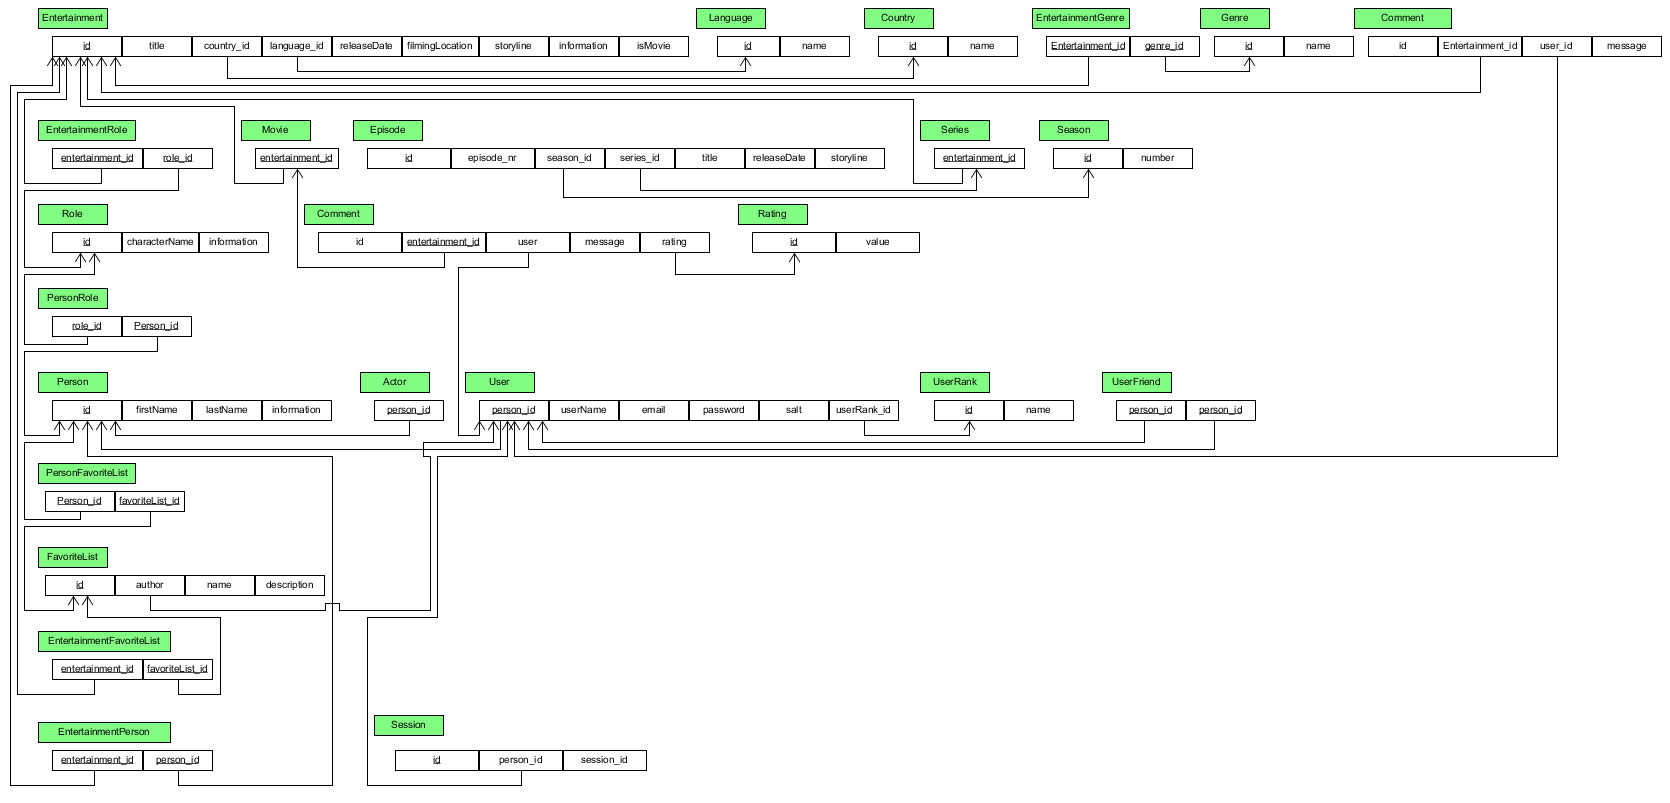 Entertainment Language Country EntertainmentGenre Genre Comment
id title country_id language_id releaseDate filmingLocation storyline information isMovie id name id name Entertainment_id genre_id id name id Entertainment_id user_id message
EntertainmentRole Movie Episode Series Season
entertainment_id role_id entertainment_id id episode_nr season_id series_id title releaseDate storyline entertainment_id id number
Role Comment Rating
id characterName information id entertainment_id user message rating id value
PersonRole
role_id Person_id
Person Actor User UserRank UserFriend
id firstName lastName information person_id person_id userName email password salt userRank_id id name person_id person_id
PersonFavoriteList
Person_id favoriteList_id
FavoriteList
id author name description
EntertainmentFavoriteList
entertainment_id favoriteList_id
Session
EntertainmentPerson
entertainment_id person_id id person_id session_id